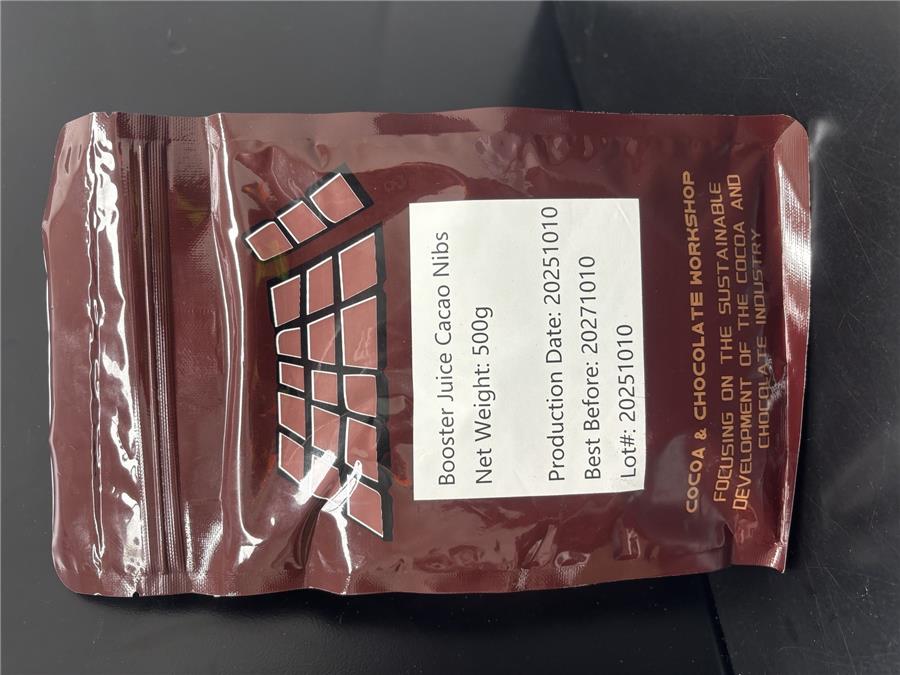 Booster Juice Cacao Nibs
Net Weight: 500g
Production Date: 20251010
Best Before: 20271010
Lot#: 20251010
COCOA & CHOCOLATE WORKSHOP
FOCUSING ON THE SUSTAINABLE
DEVELOPMENT OF THE COCOA AND
CHOCOLATE INDUSTRY